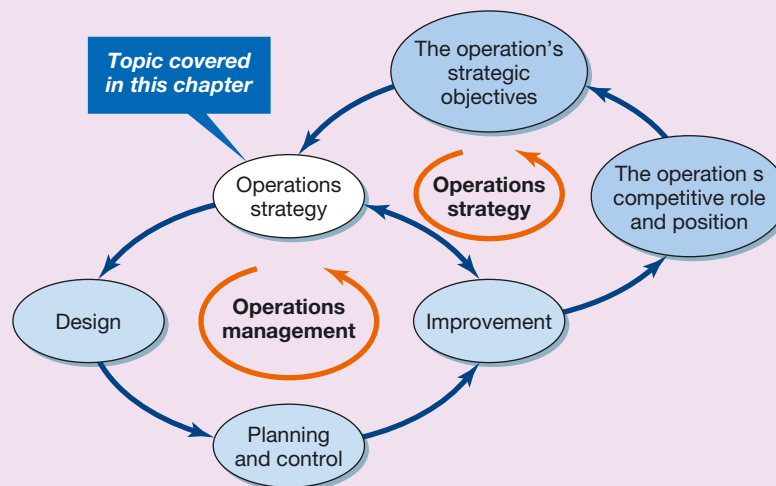 Topic covered
in this chapter
The operation's
strategic
objectives
Operations
strategy
Operations
strategy
The operation s
competitive role
and position
Design
Operations
management
Improvement
Planning
and control